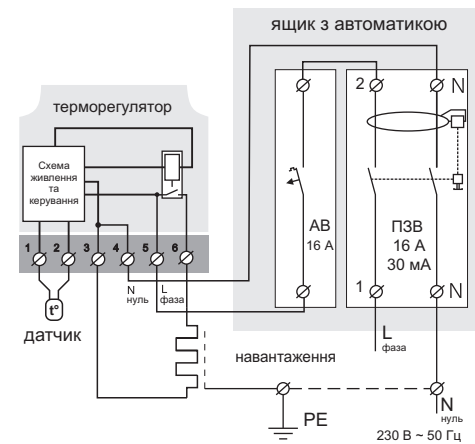 ящик з автоматикою
терморегулятор
2
N
Схема
живлення
та
керування
АВ
16 А
ПЗВ
16 А
30 мА
1
2
3
4
5
6
N
нуль
L
фаза
1
N
t°
датчик
L
фаза
навантаження
PE
N
нуль
230 В ~ 50 Гц